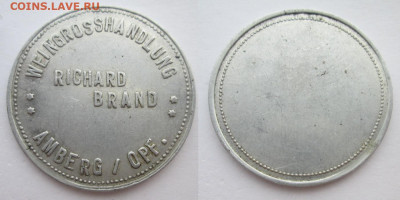 COINS.LAVE.RU
WEINGROSSHANDLUNG
RICHARD
BRAND
AMBERG / OPF.